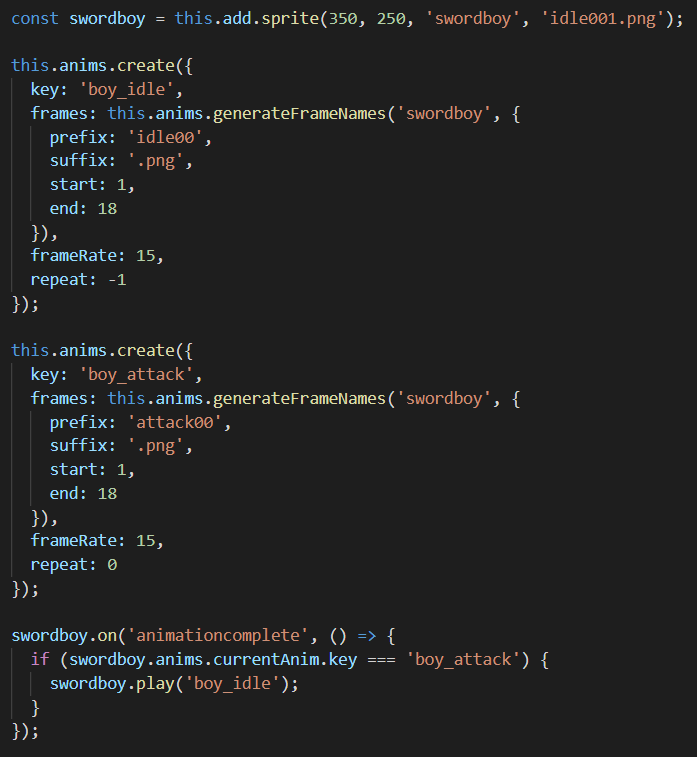 const swordboy = this.add.sprite(350, 250, 'swordboy', 'idle001.png');

this.anims.create({
  key: 'boy_idle',
  frames: this.anims.generateFrameNames('swordboy', {
    prefix: 'idle00',
    suffix: '.png',
    start: 1,
    end: 18
  }),
  frameRate: 15,
  repeat: -1
});

this.anims.create({
  key: 'boy_attack',
  frames: this.anims.generateFrameNames('swordboy', {
    prefix: 'attack00',
    suffix: '.png',
    start: 1,
    end: 18
  }),
  frameRate: 15,
  repeat: 0
});

swordboy.on('animationcomplete', () => {
  if (swordboy.anims.currentAnim.key === 'boy_attack') {
    swordboy.play('boy_idle');
  }
});